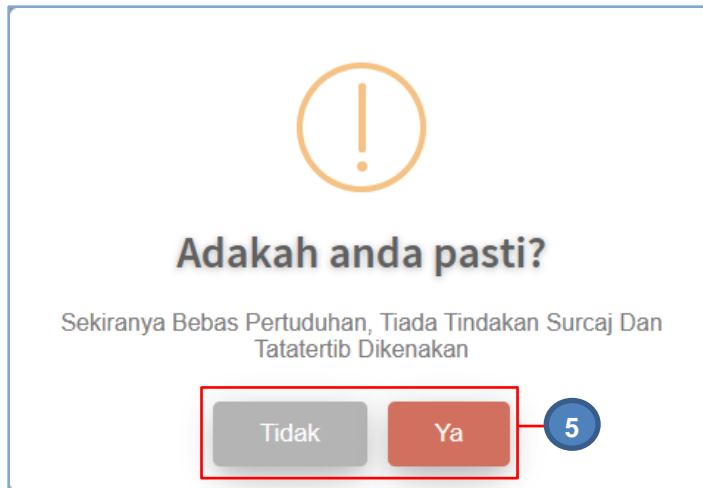 Adakah anda pasti?
Sekiranya Bebas Pertuduhan, Tiada Tindakan Surcaj Dan
Tatatertib Dikenakan
Tidak Ya 5